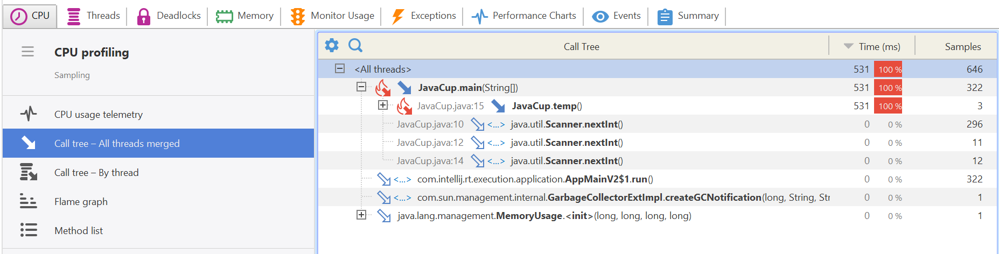 CPU Threads Deadlocks Memory Monitor Usage Exceptions Performance Charts Events Summary
CPU profiling
Sampling
CPU usage telemetry
Call tree – All threads merged
Call tree – By thread
Flame graph
Method list
Call Tree Time (ms) Samples
<All threads> 531 100 % 646
JavaCup.main(String[]) 531 100 % 322
JavaCup.java:15 JavaCup.temp() 531 100 % 3
JavaCup.java:10 <...> java.util.Scanner.nextInt() 0 0 % 296
JavaCup.java:12 <...> java.util.Scanner.nextInt() 0 0 % 11
JavaCup.java:14 <...> java.util.Scanner.nextInt() 0 0 % 12
<...> com.intellij.rt.execution.application.AppMainV2$1.run() 0 0 % 322
<...> com.sun.management.internal.GarbageCollectorExtImpl.createGCNotification(long, String, Str 0 0 % 1
java.lang.management.MemoryUsage.<init>(long, long, long, long) 0 0 % 1